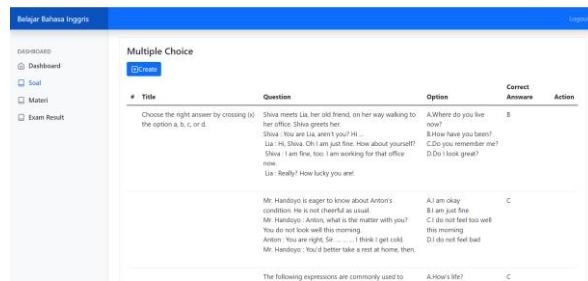 Belajar Bahasa Inggris
Logout
DASHBOARD
Dashboard
Soal
Materi
Exam Result
Multiple Choice
Create
# Title Question Option Correct Answare Action
Choose the right answer by crossing (x)
the option a, b, c, or d.
Shiva meets Lia, her old friend, on her way walking to
her office. Shiva greets her.
Shiva : You are Lia, aren't you? Hi ...
Lia : Hi, Shiva. Oh I am just fine. How about yourself?
Shiva : I am fine, too. I am working for that office
now.
Lia : Really? How lucky you are!
A.Where do you live
now?
B.How have you been?
C.Do you remember me?
D.Do I look great?
B
Mr. Handoyo is eager to know about Anton's
condition. He is not cheerful as usual.
Mr. Handoyo : Anton, what is the matter with you?
You do not look well this morning.
Anton : You are right, Sir. ... ... ... I think I get cold.
Mr. Handoyo : You'd better take a rest at home, then.
A.I am okay
B.I am just fine
C.I do not feel too well
this morning
D.I do not feel bad
C
The following expressions are commonly used to
A.How's life?
C